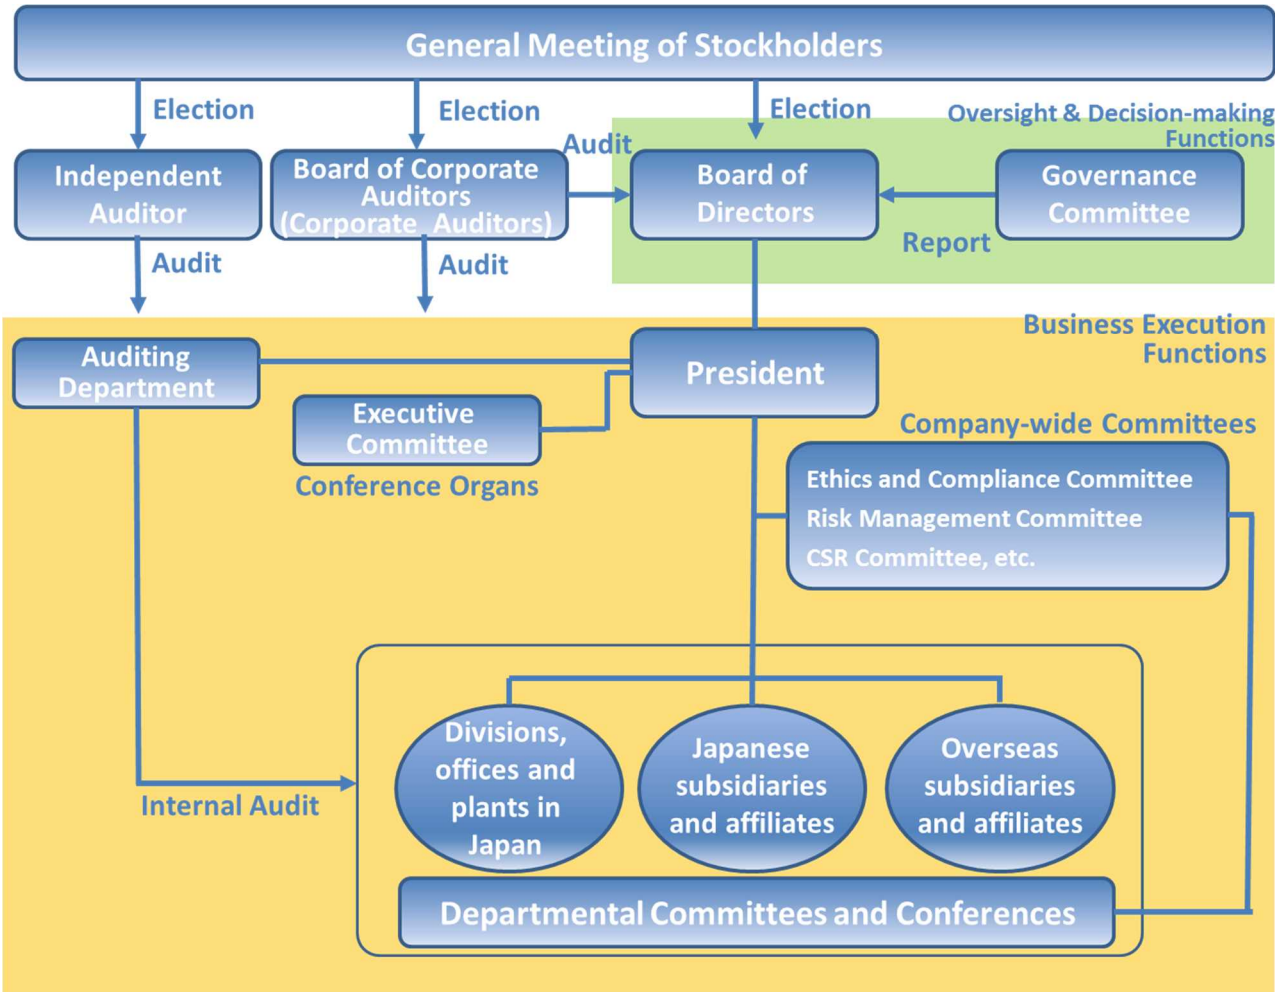 General Meeting of Stockholders
Election
Election
Election
Oversight & Decision-making
Functions
Audit
Independent
Auditor
Board of Corporate
Auditors
(Corporate Auditors)
Board of
Directors
Governance
Committee
Report
Audit
Audit
Business Execution
Functions
Auditing
Department
President
Executive
Committee
Conference Organs
Company-wide Committees
Ethics and Compliance Committee
Risk Management Committee
CSR Committee, etc.
Internal Audit
Divisions,
offices and
plants in
Japan
Japanese
subsidiaries
and affiliates
Overseas
subsidiaries
and affiliates
Departmental Committees and Conferences